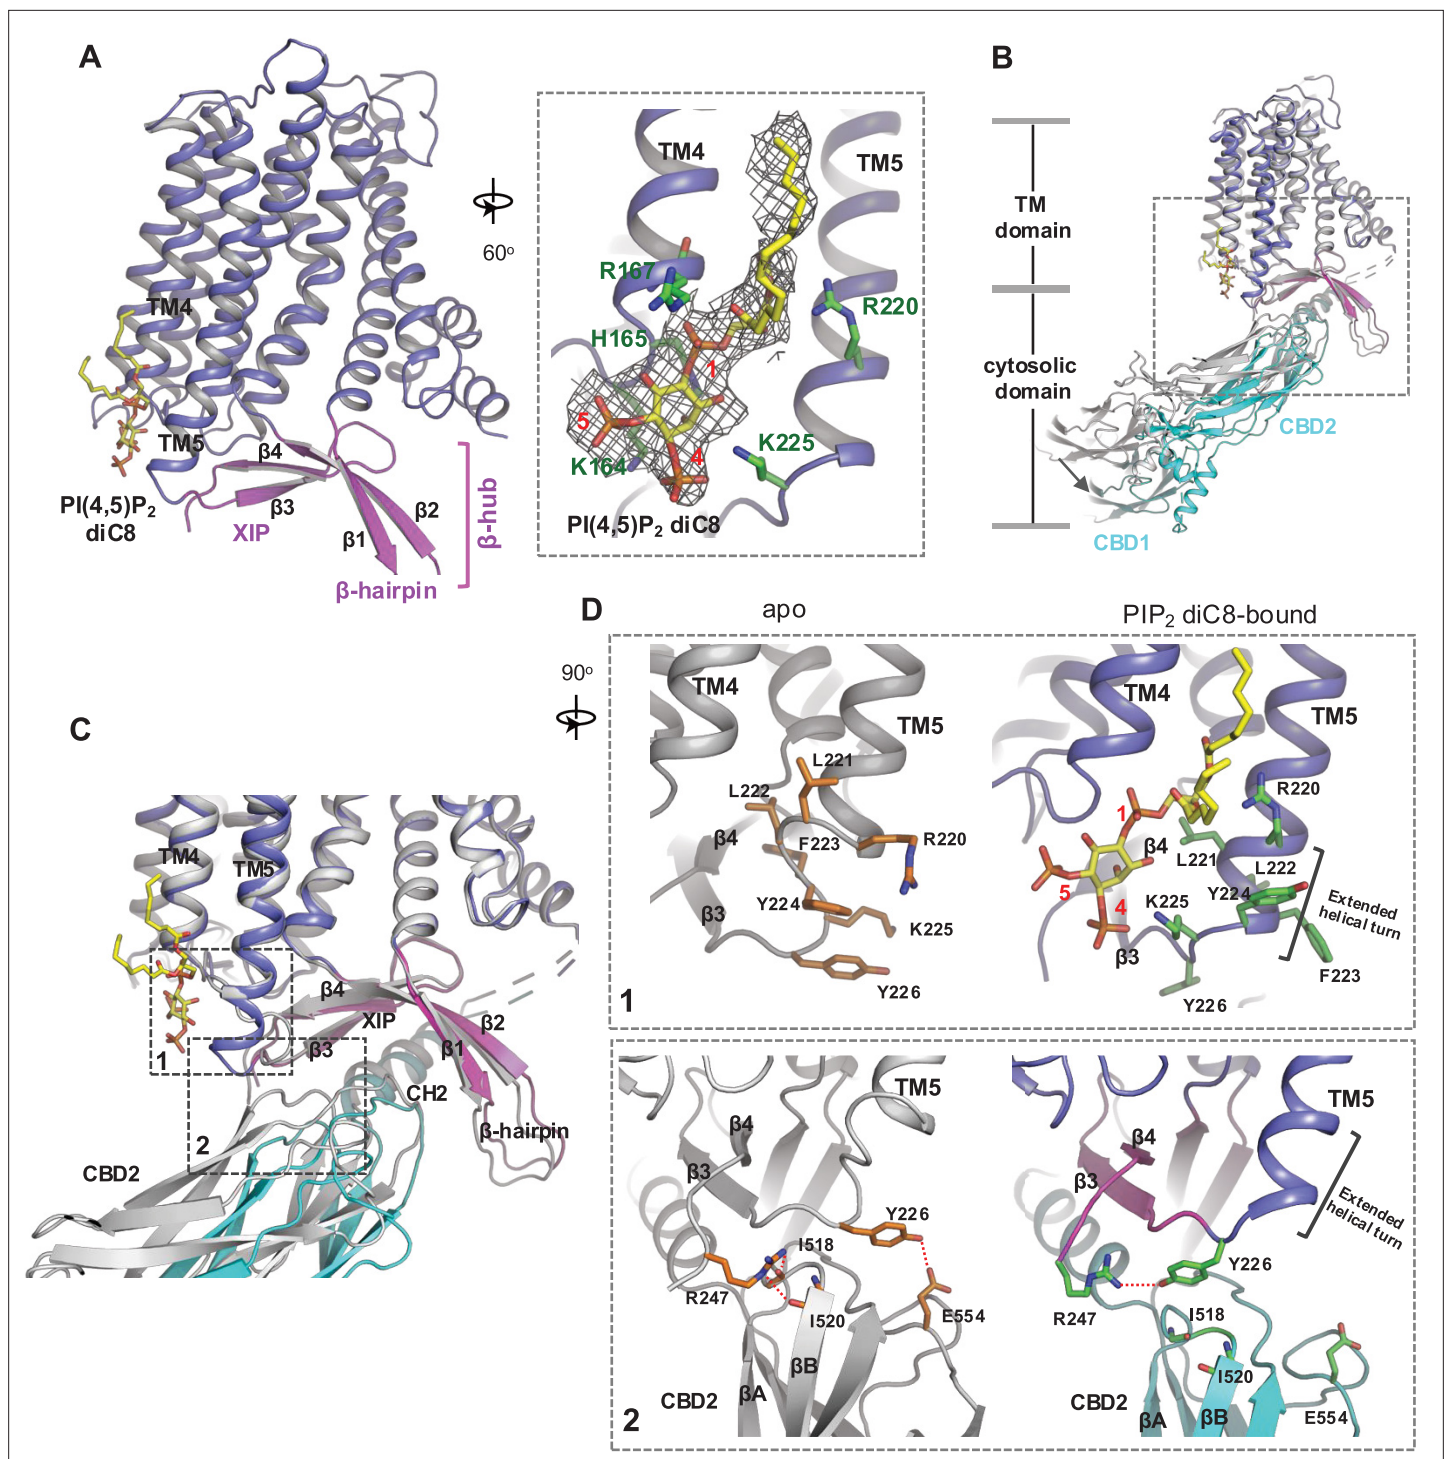 A
TM4
TM5
PI(4,5)P₂
diC8
β4
β3
XIP
β1
β2
β-hairpin
β-hub
60°
TM4
TM5
R167
R220
H165
1
5
K225
K164
4
PI(4,5)P₂ diC8
B
TM
domain
cytosolic
domain
CBD2
CBD1
C
90°
TM4
TM5
β4
XIP
β3
β2
β1
1
CH2
2
β-hairpin
CBD2
D
apo
PIP₂ diC8-bound
TM4
TM5
L221
L222
β4
F223
R220
β3
Y224
K225
Y226
1
TM4
TM5
R220
1
β4
L221
L222
5
Y224
K225
4
Extended
helical turn
β3
F223
Y226
TM5
β4
β3
Y226
I518
R247
I520
E554
βB
CBD2
βA
2
TM5
β4
β3
Extended
helical turn
Y226
R247
I518
I520
CBD2
βA
βB
E554